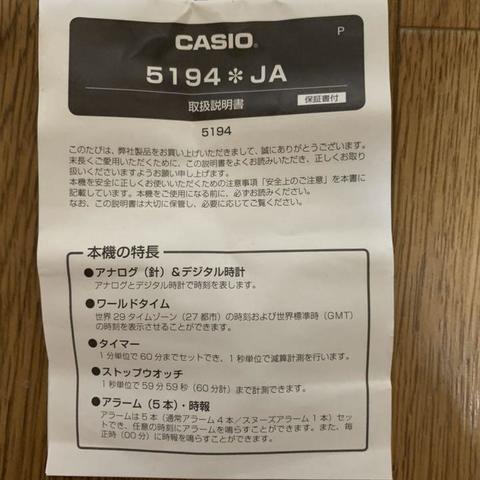 P
CASIO®
5194＊JA
取扱説明書 保証書付
5194
このたびは、弊社製品をお買い上げいただきまして、誠にありがとうございます。
末長くご愛用いただくために、この説明書をよくお読みいただき、正しくお取り
扱いくださいますようお願い申し上げます。
本機を安全に正しくお使いいただくための注意事項「安全上のご注意」を本書に
記載しています。本機をご使用になる前に、必ずお読みください。
なお、この説明書は大切に保管し、必要に応じてご覧ください。
本機の特長
●アナログ（針）＆デジタル時計
アナログとデジタル時計で時刻を表します。
●ワールドタイム
世界29タイムゾーン（27都市）の時刻および世界標準時（GMT）
の時刻を表示させることができます。
●タイマー
1分単位で60分までセットでき、1秒単位で減算計測を行います。
●ストップウオッチ
1秒単位で59分59秒（60分計）まで計測できます。
●アラーム（5本）・時報
アラームは5本（通常アラーム4本／スヌーズアラーム1本）セッ
トでき、任意の時刻にアラームを鳴らすことができます。また、毎
正時（00分）に時報を鳴らすことができます。